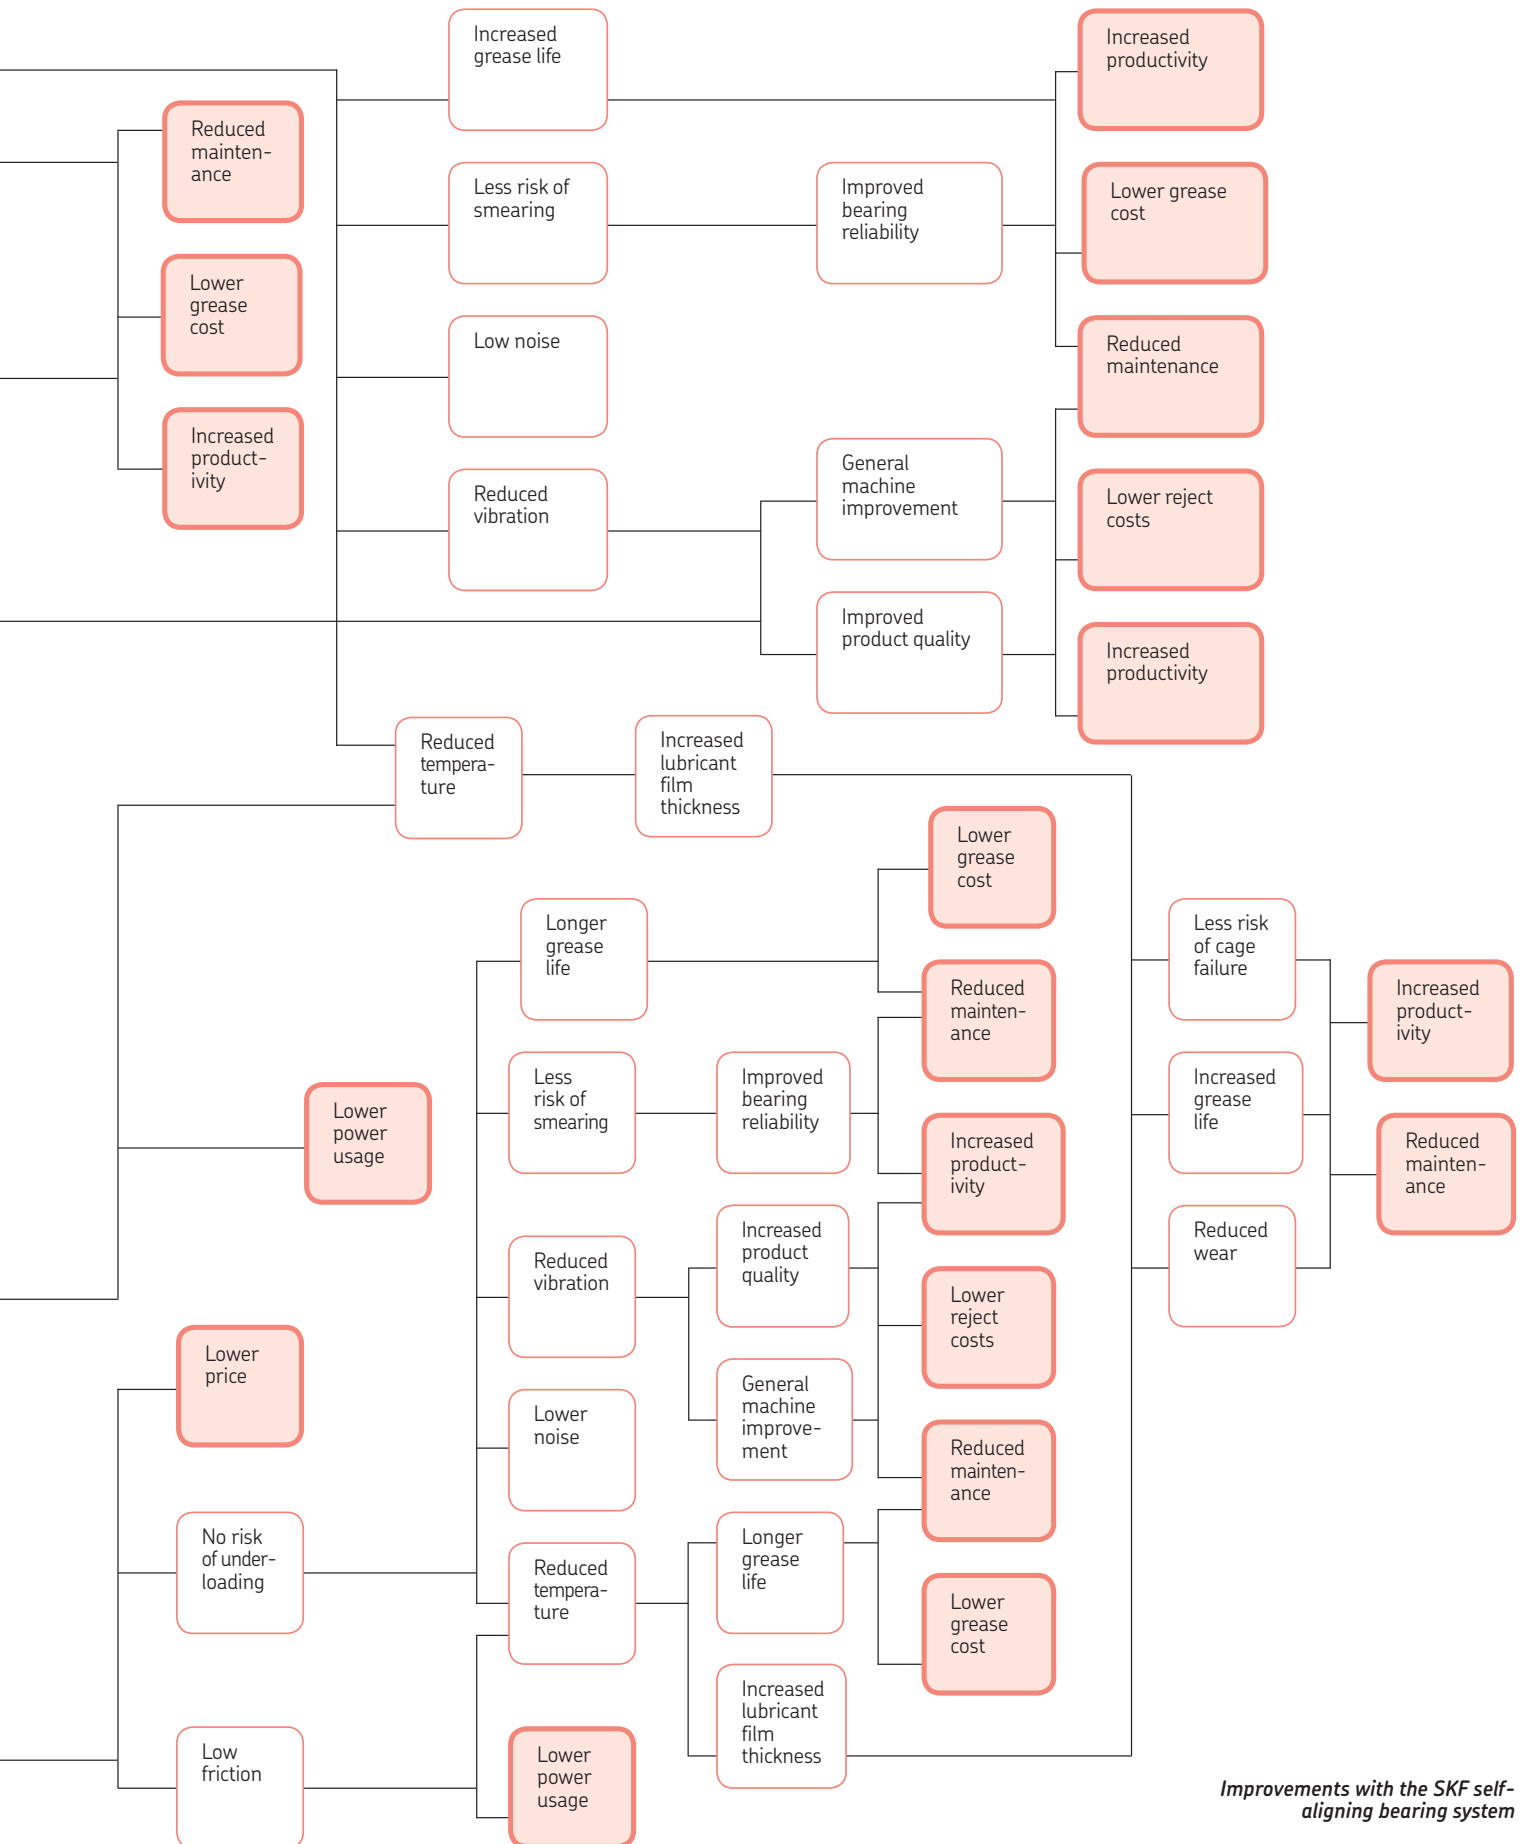 Increased
grease life
Increased
productivity
Reduced
mainten-
ance
Less risk of
smearing
Improved
bearing
reliability
Lower grease
cost
Lower
grease
cost
Low noise
Reduced
maintenance
Increased
product-
ivity
Reduced
vibration
General
machine
improvement
Lower reject
costs
Improved
product quality
Increased
productivity
Reduced
tempera-
ture
Increased
lubricant
film
thickness
Lower
grease
cost
Longer
grease
life
Less risk
of cage
failure
Reduced
mainten-
ance
Increased
product-
ivity
Lower
power
usage
Less
risk of
smearing
Improved
bearing
reliability
Increased
grease
life
Increased
product-
ivity
Reduced
mainten-
ance
Reduced
vibration
Increased
product
quality
Reduced
wear
Lower
reject
costs
Lower
price
General
machine
improve-
ment
Lower
noise
Reduced
mainten-
ance
No risk
of under-
loading
Reduced
tempera-
ture
Longer
grease
life
Lower
grease
cost
Increased
lubricant
film
thickness
Low
friction
Lower
power
usage
Improvements with the SKF self-
aligning bearing system